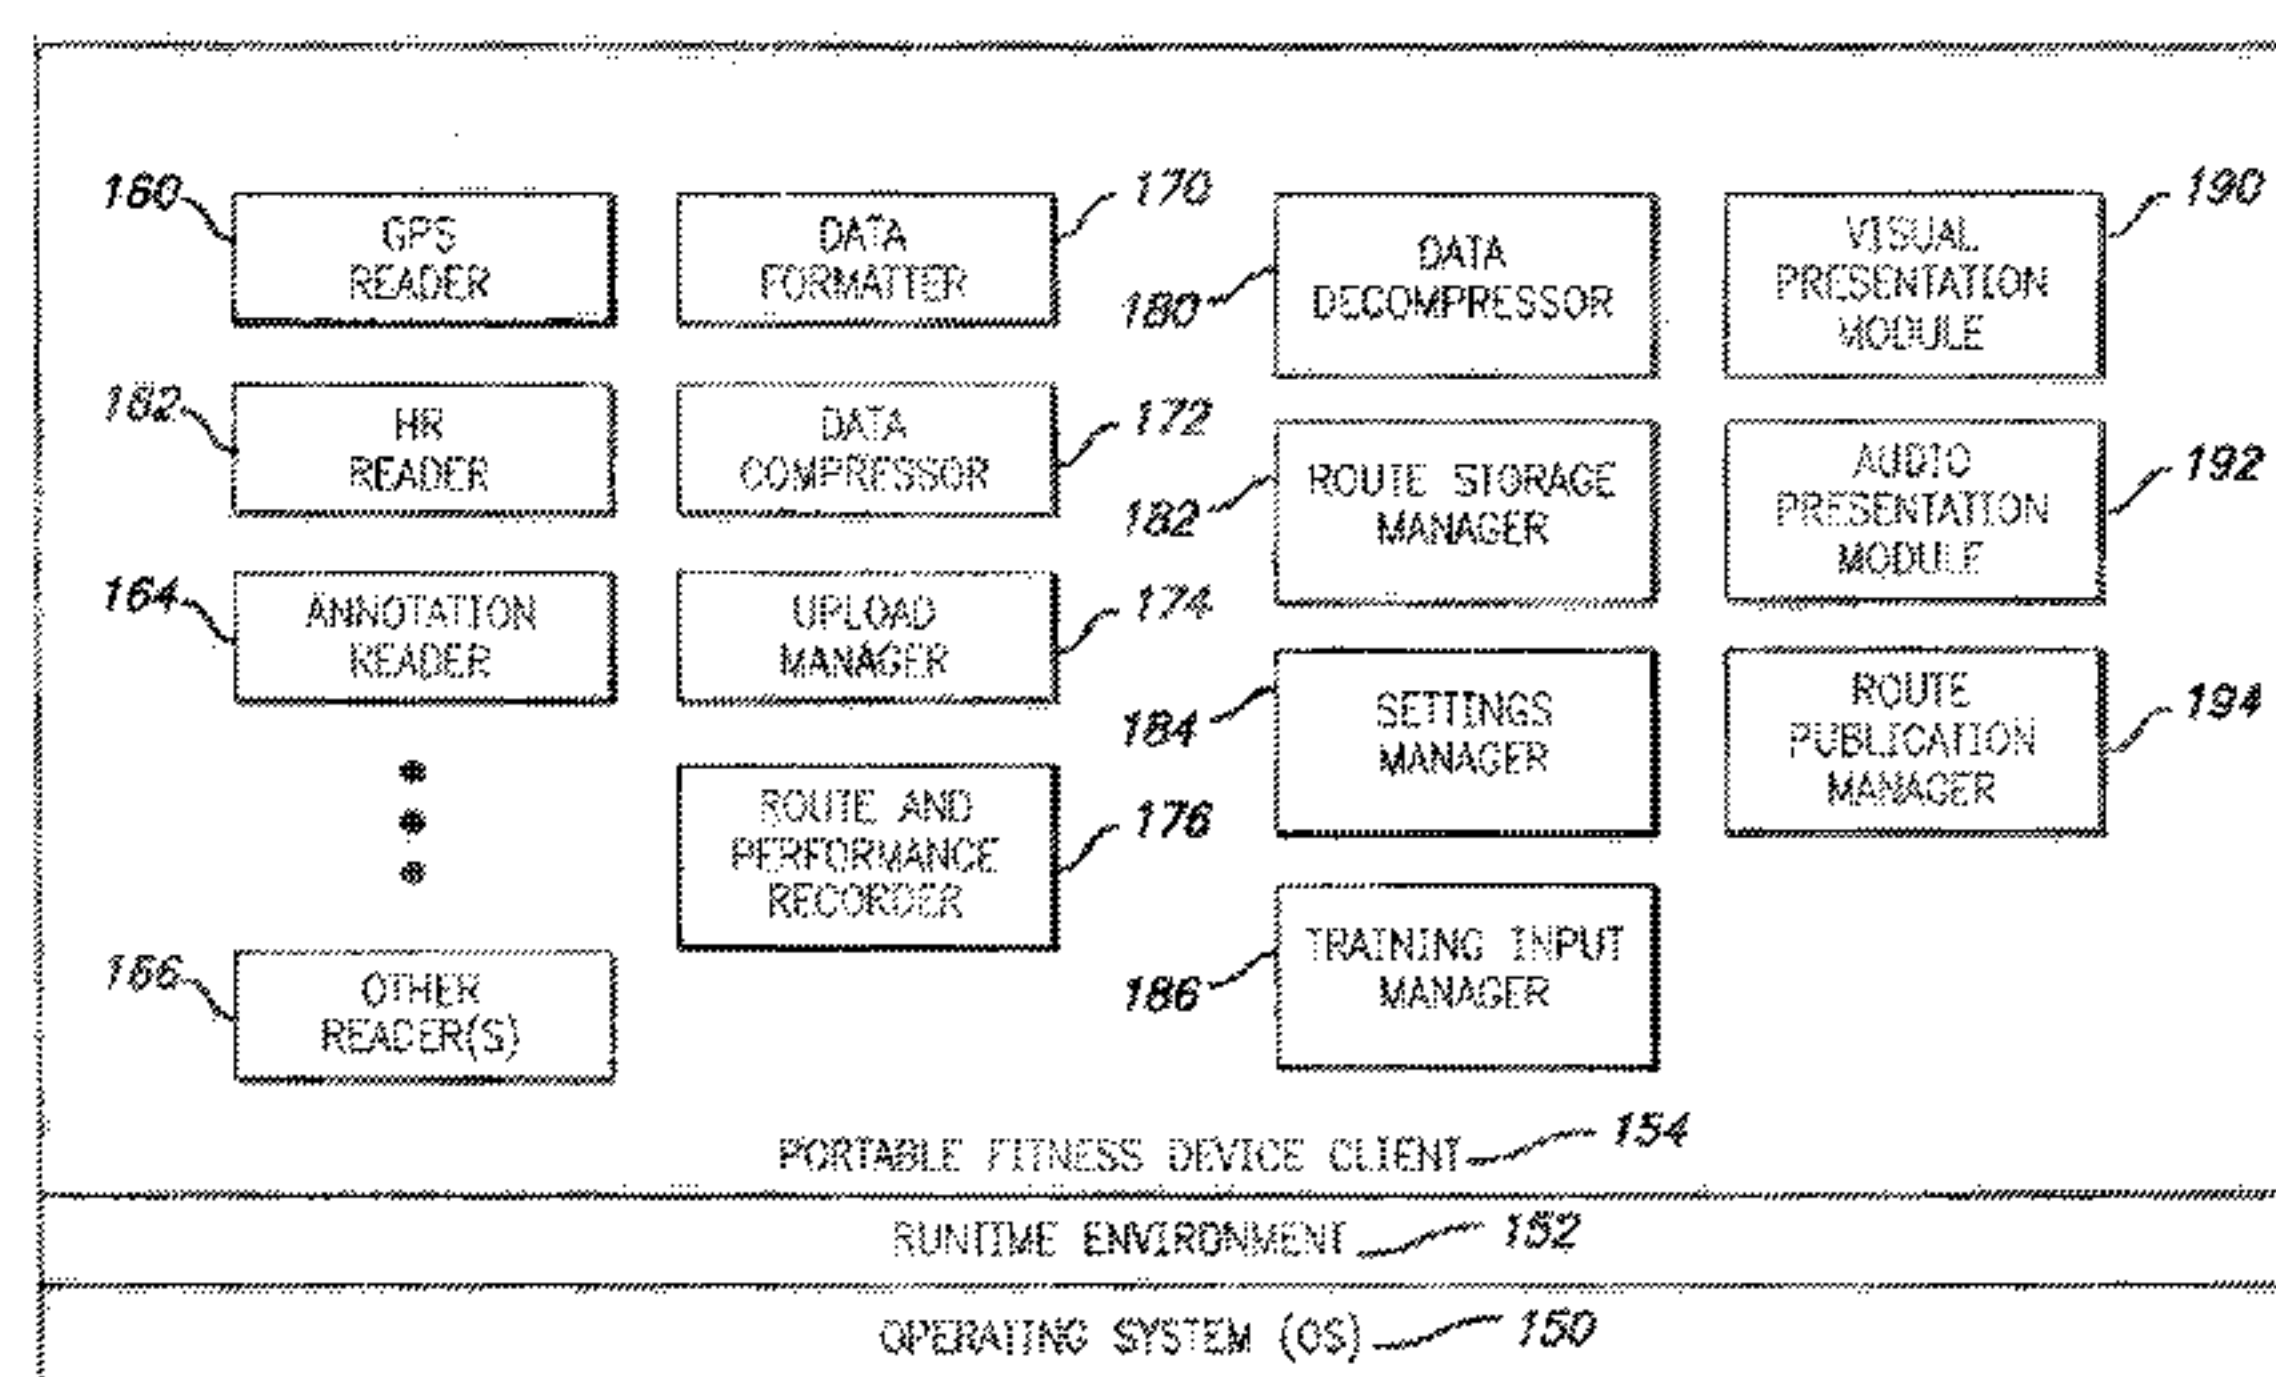 160
GPS
READER
DATA
FORMATTER
170
180
DATA
DECOMPRESSOR
VISUAL
PRESENTATION
MODULE
190
162
HR
READER
DATA
COMPRESSOR
172
182
ROUTE STORAGE
MANAGER
AUDIO
PRESENTATION
MODULE
192
164
ANNOTATION
READER
UPLOAD
MANAGER
174
184
SETTINGS
MANAGER
ROUTE
PUBLICATION
MANAGER
194
ROUTE AND
PERFORMANCE
RECORDER
176
166
OTHER
READER(S)
186
TRAINING INPUT
MANAGER
PORTABLE FITNESS DEVICE CLIENT 154
RUNTIME ENVIRONMENT 152
OPERATING SYSTEM (OS) 150